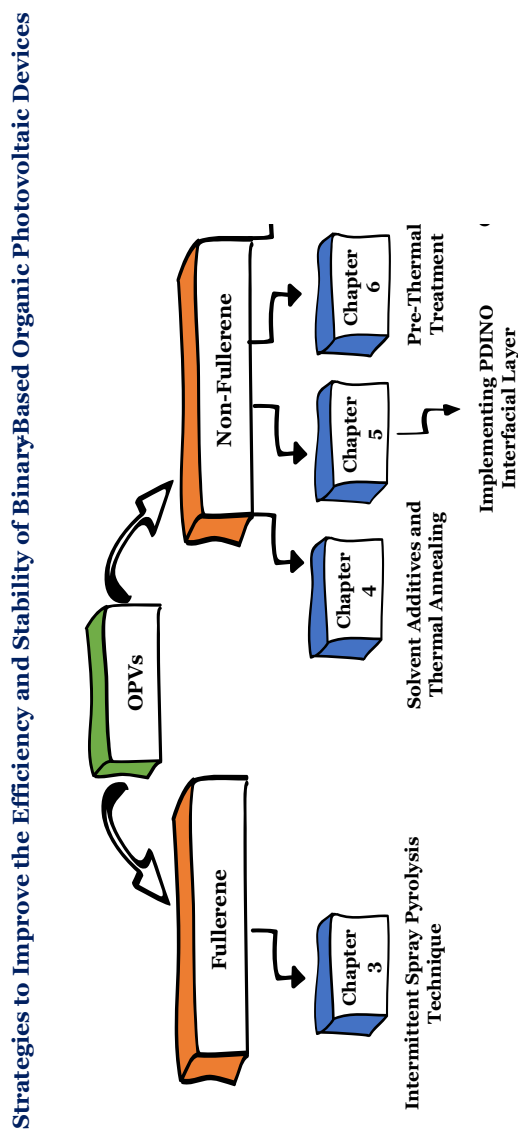 Strategies to Improve the Efficiency and Stability of Binary-Based Organic Photovoltaic Devices
OPVs
Fullerene
Non-Fullerene
Chapter
3
Chapter
4
Chapter
5
Chapter
6
Intermittent Spray Pyrolysis
Technique
Solvent Additives and
Thermal Annealing
Pre-Thermal
Treatment
Implementing PDINO
Interfacial Layer